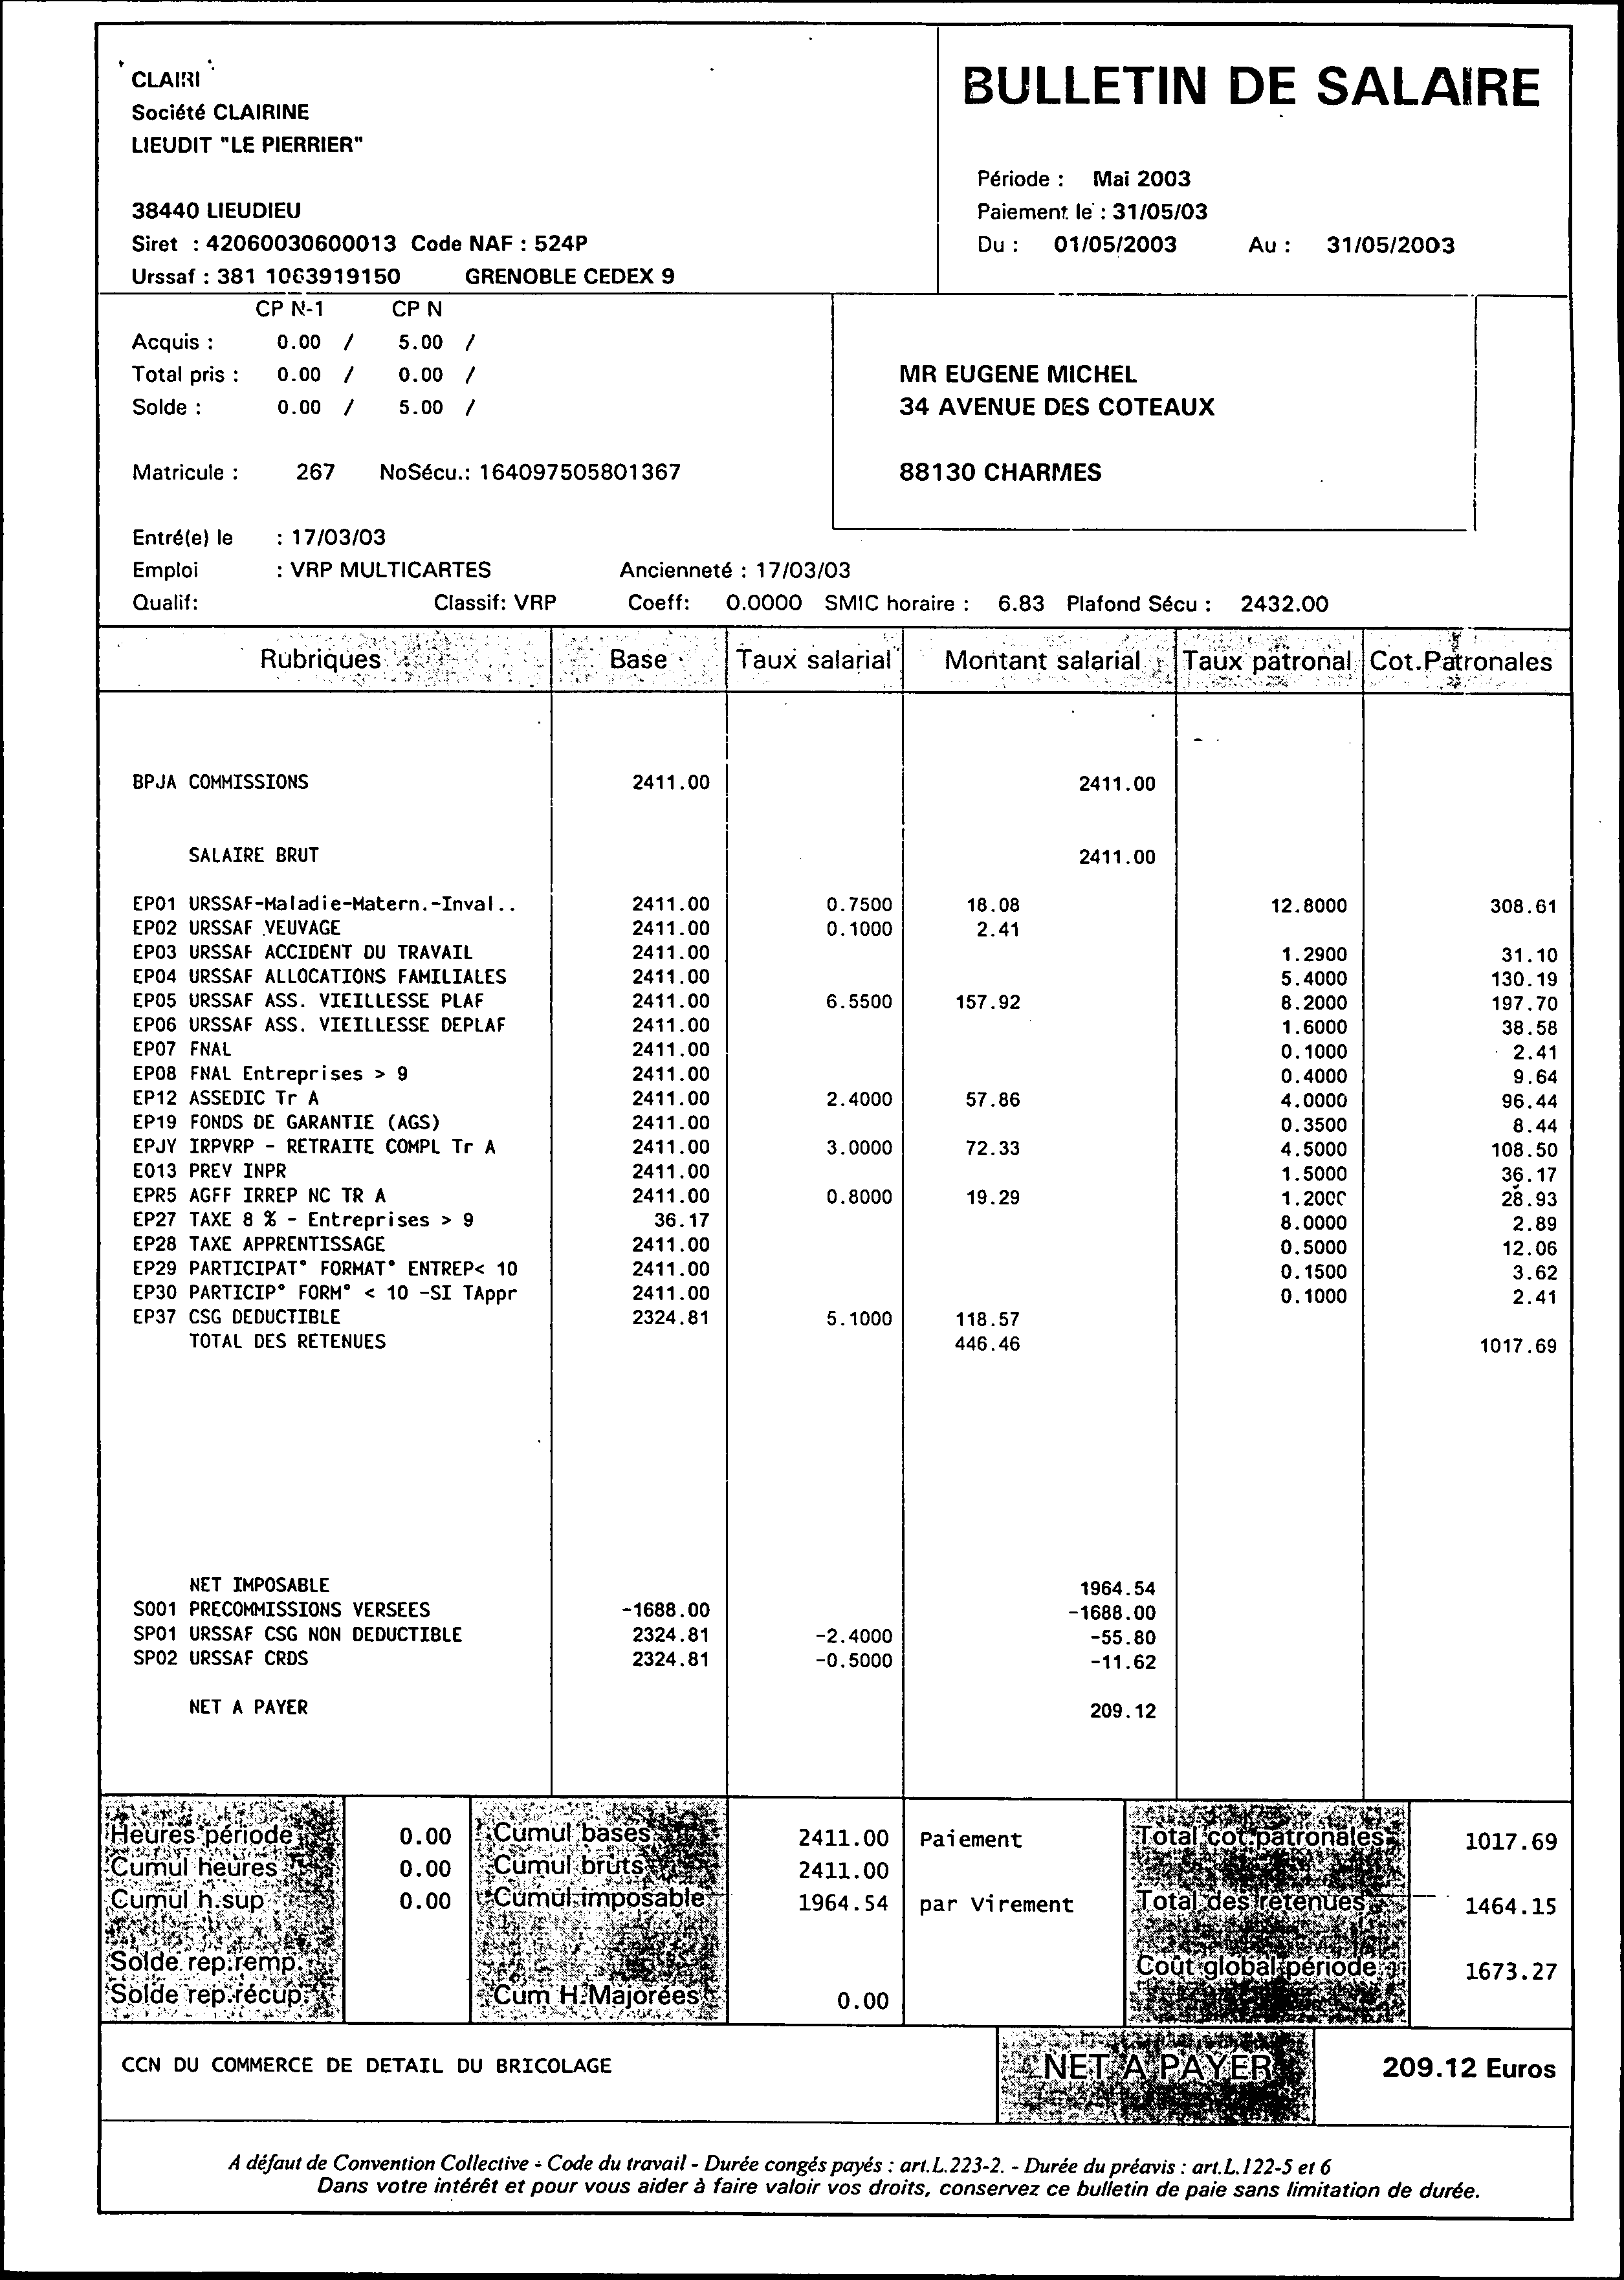 CLAIRI
Société CLAIRINE
LIEUDIT "LE PIERRIER"
38440 LIEUDIEU
Siret : 42060030600013 Code NAF : 524P
Urssaf : 381 1063919150 GRENOBLE CEDEX 9
BULLETIN DE SALAIRE
Période : Mai 2003
Paiement le : 31/05/03
Du : 01/05/2003 Au : 31/05/2003
CP N-1 CP N
Acquis : 0.00 / 5.00 /
Total pris : 0.00 / 0.00 /
Solde : 0.00 / 5.00 /
Matricule : 267 NoSécu.: 164097505801367
MR EUGENE MICHEL
34 AVENUE DES COTEAUX
88130 CHARMES
Entré(e) le : 17/03/03
Emploi : VRP MULTICARTES Ancienneté : 17/03/03
Qualif: Classif: VRP Coeff: 0.0000 SMIC horaire : 6.83 Plafond Sécu : 2432.00
Rubriques Base Taux salarial Montant salarial Taux patronal Cot.Patronales
BPJA COMMISSIONS 2411.00 2411.00
SALAIRE BRUT 2411.00
EP01 URSSAF-Maladie-Matern.-Inval.. 2411.00 0.7500 18.08 12.8000 308.61
EP02 URSSAF VEUVAGE 2411.00 0.1000 2.41
EP03 URSSAF ACCIDENT DU TRAVAIL 2411.00 1.2900 31.10
EP04 URSSAF ALLOCATIONS FAMILIALES 2411.00 5.4000 130.19
EP05 URSSAF ASS. VIEILLESSE PLAF 2411.00 6.5500 157.92 8.2000 197.70
EP06 URSSAF ASS. VIEILLESSE DEPLAF 2411.00 1.6000 38.58
EP07 FNAL 2411.00 0.1000 2.41
EP08 FNAL Entreprises > 9 2411.00 0.4000 9.64
EP12 ASSEDIC Tr A 2411.00 2.4000 57.86 4.0000 96.44
EP19 FONDS DE GARANTIE (AGS) 2411.00 0.3500 8.44
EPJY IRPVRP - RETRAITE COMPL Tr A 2411.00 3.0000 72.33 4.5000 108.50
E013 PREV INPR 2411.00 1.5000 36.17
EPR5 AGFF IRREP NC TR A 2411.00 0.8000 19.29 1.2000 28.93
EP27 TAXE 8 % - Entreprises > 9 36.17 8.0000 2.89
EP28 TAXE APPRENTISSAGE 2411.00 0.5000 12.06
EP29 PARTICIPAT° FORMAT° ENTREP< 10 2411.00 0.1500 3.62
EP30 PARTICIP° FORM° < 10 -SI TAppr 2411.00 0.1000 2.41
EP37 CSG DEDUCTIBLE 2324.81 5.1000 118.57
TOTAL DES RETENUES 446.46 1017.69
NET IMPOSABLE 1964.54
S001 PRECOMMISSIONS VERSEES -1688.00 -1688.00
SP01 URSSAF CSG NON DEDUCTIBLE 2324.81 -2.4000 -55.80
SP02 URSSAF CRDS 2324.81 -0.5000 -11.62
NET A PAYER 209.12
Heures période 0.00 Cumul bases 2411.00 Paiement Total cot.patronales 1017.69
Cumul heures 0.00 Cumul bruts 2411.00
Cumul h.sup 0.00 Cumul imposable 1964.54 par Virement Total des retenues 1464.15
Solde rep.remp. Coût global période 1673.27
Solde rep.récup. Cum H.Majorées 0.00
CCN DU COMMERCE DE DETAIL DU BRICOLAGE NET A PAYER 209.12 Euros
A défaut de Convention Collective - Code du travail - Durée congés payés : art.L.223-2. - Durée du préavis : art.L.122-5 et 6
Dans votre intérêt et pour vous aider à faire valoir vos droits, conservez ce bulletin de paie sans limitation de durée.